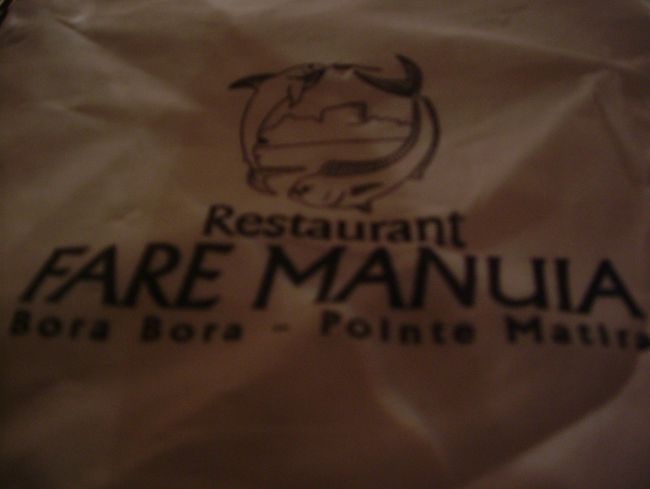 Restaurant
FARE MANUIA
Bora Bora - Pointe Matira